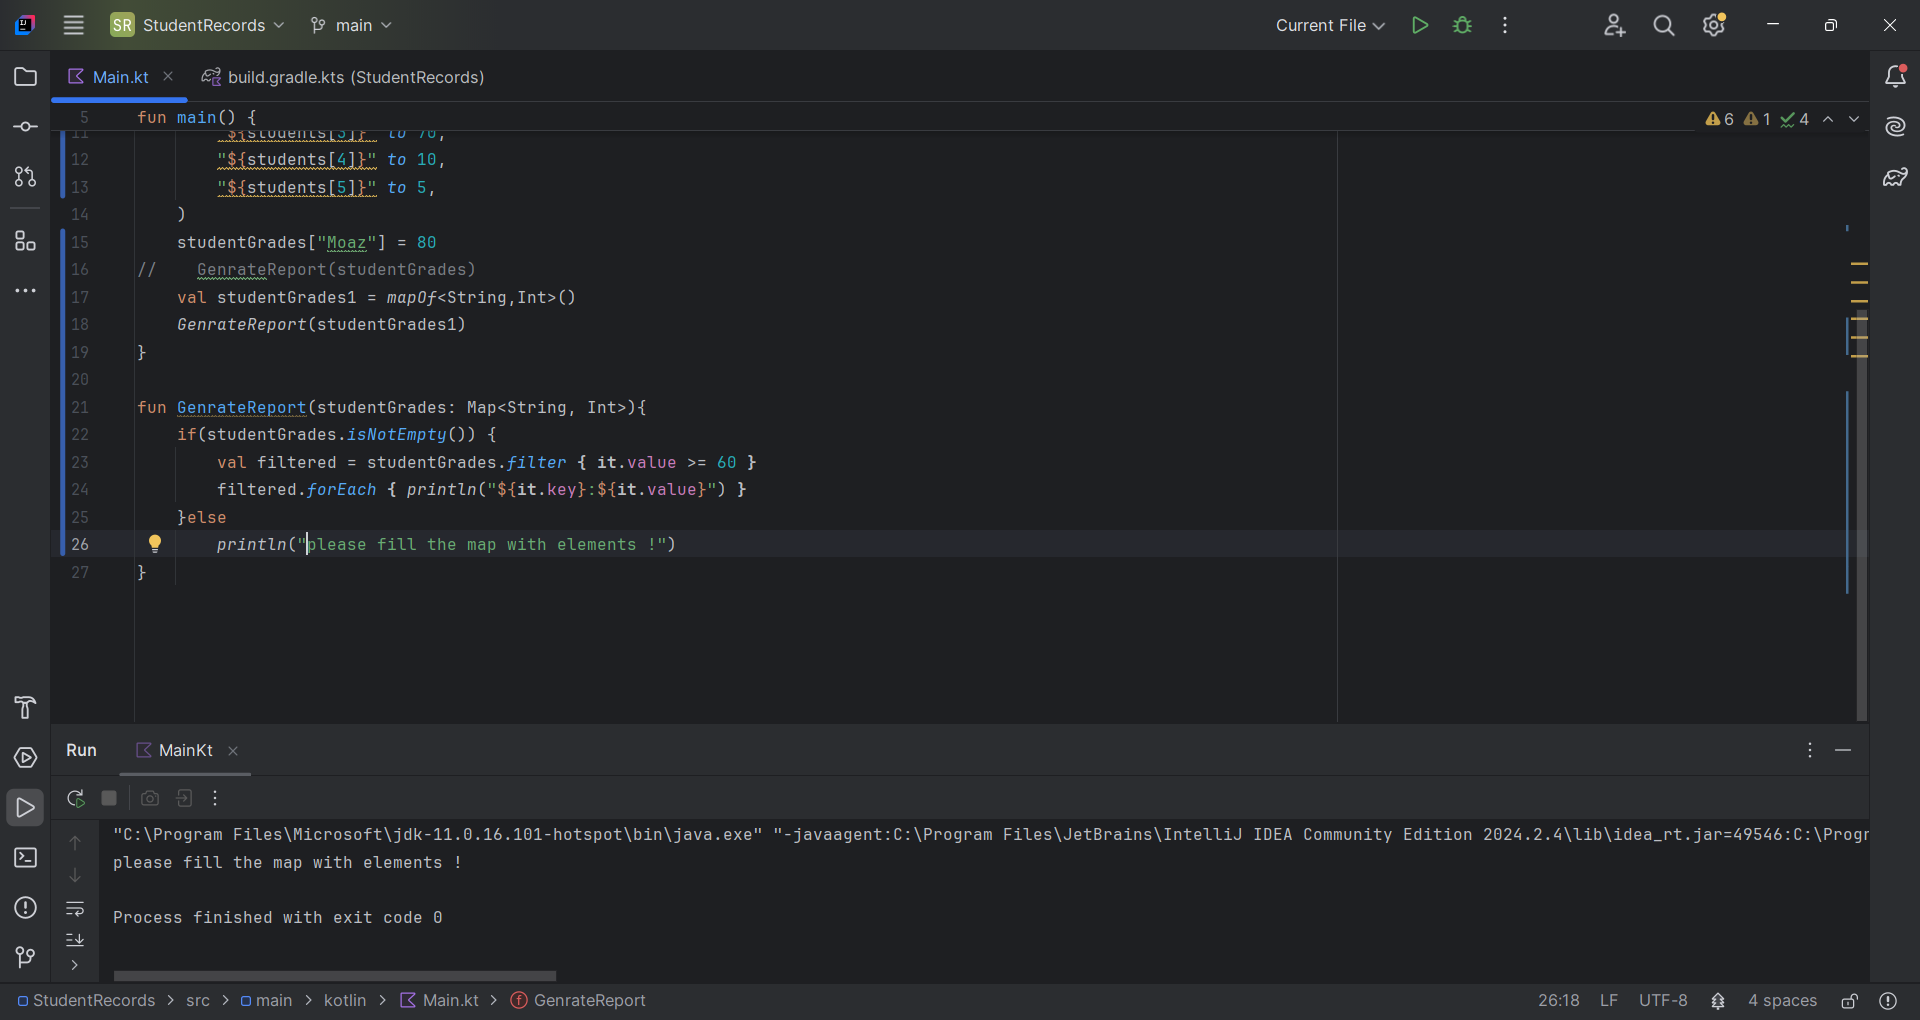 SR StudentRecords main Current File
Main.kt build.gradle.kts (StudentRecords)
5 fun main() { 6 1 4
11 "${students[3]}" to 70,
12 "${students[4]}" to 10,
13 "${students[5]}" to 5,
14 )
15 studentGrades["Moaz"] = 80
16 // GenrateReport(studentGrades)
17 val studentGrades1 = mapOf<String,Int>()
18 GenrateReport(studentGrades1)
19 }
20
21 fun GenrateReport(studentGrades: Map<String, Int>){
22 if(studentGrades.isNotEmpty()) {
23 val filtered = studentGrades.filter { it.value >= 60 }
24 filtered.forEach { println("${it.key}:${it.value}") }
25 }else
26 println("please fill the map with elements !")
27 }
Run MainKt
"C:\Program Files\Microsoft\jdk-11.0.16.101-hotspot\bin\java.exe" "-javaagent:C:\Program Files\JetBrains\IntelliJ IDEA Community Edition 2024.2.4\lib\idea_rt.jar=49546:C:\Progr
please fill the map with elements !
Process finished with exit code 0
StudentRecords > src > main > kotlin > Main.kt > GenrateReport 26:18 LF UTF-8 4 spaces